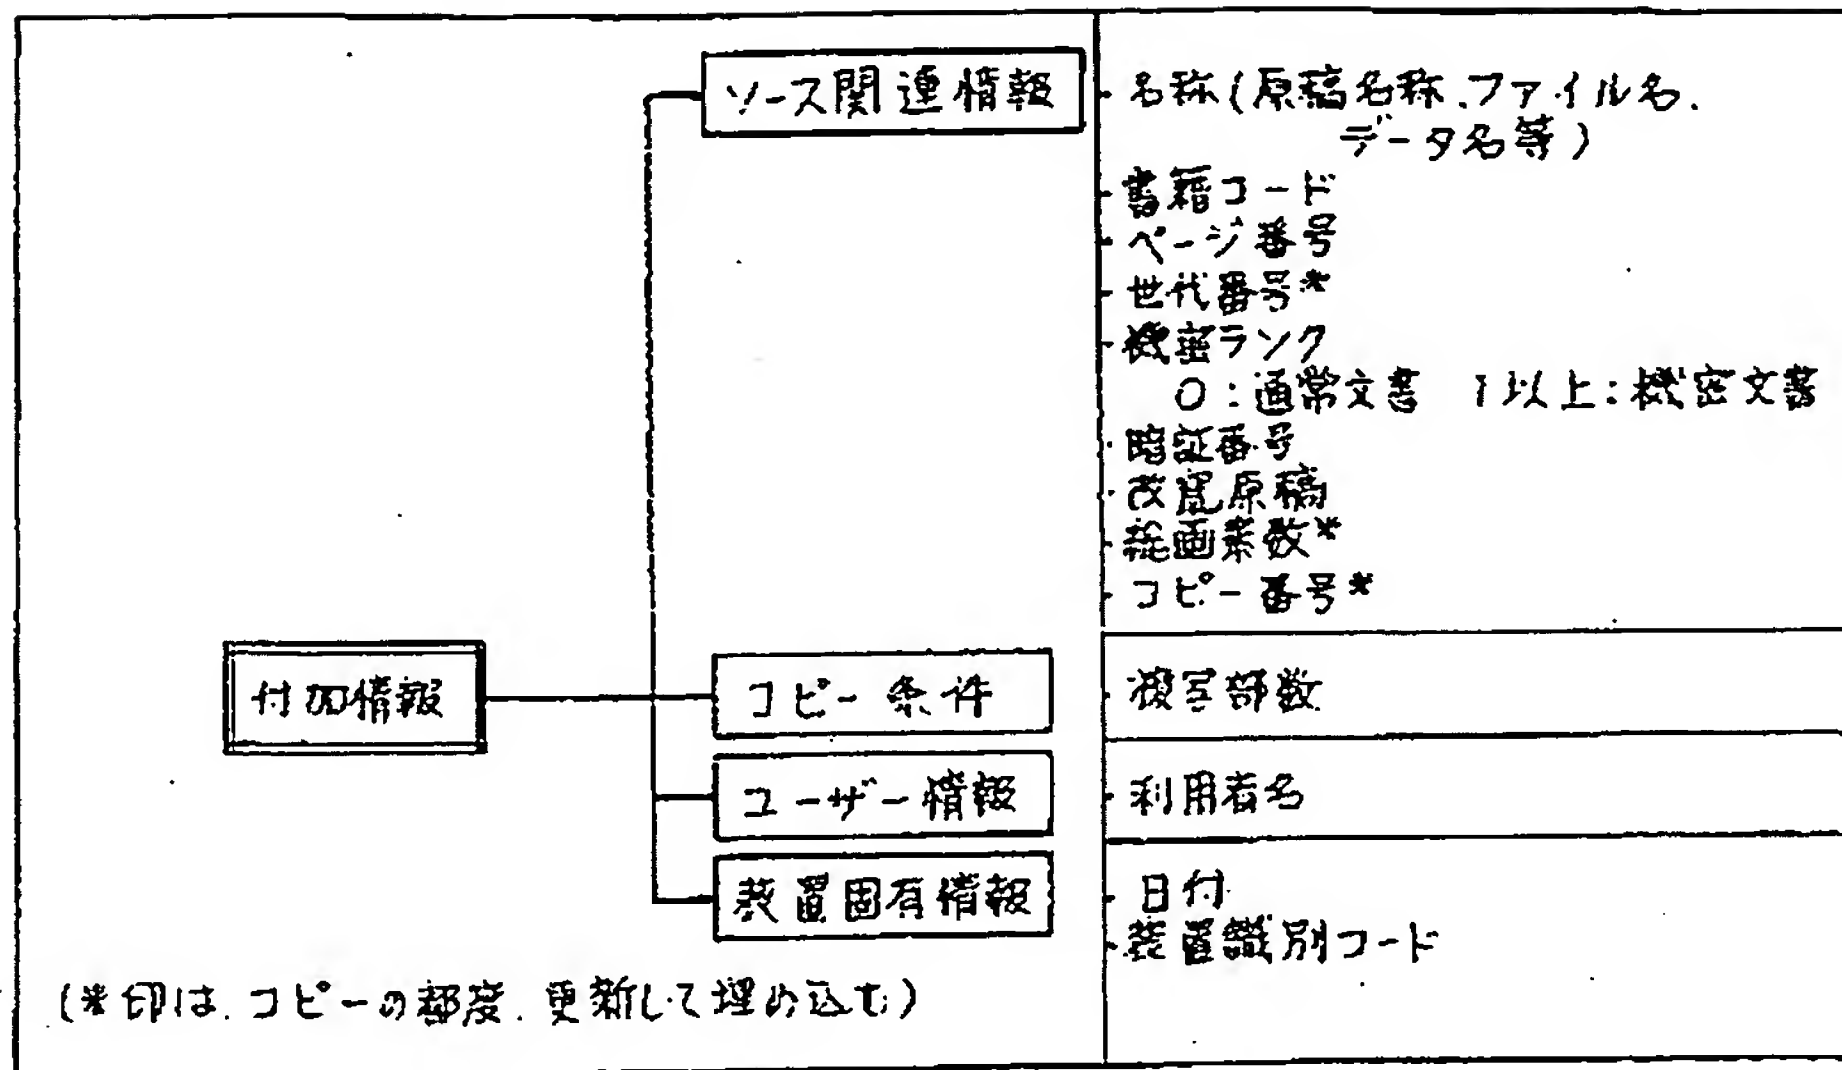 ソース関連情報
・名称(原稿名称、ファイル名、
データ名等)
・書籍コード
・ページ番号
・世代番号*
・機密ランク
0:通常文書 1以上:機密文書
・暗証番号
・改竄原稿
・総画素数*
・コピー番号*
付加情報
コピー条件
・複写部数
ユーザー情報
・利用者名
装置固有情報
・日付
・装置識別コード
(*印は、コピーの都度、更新して埋め込む)